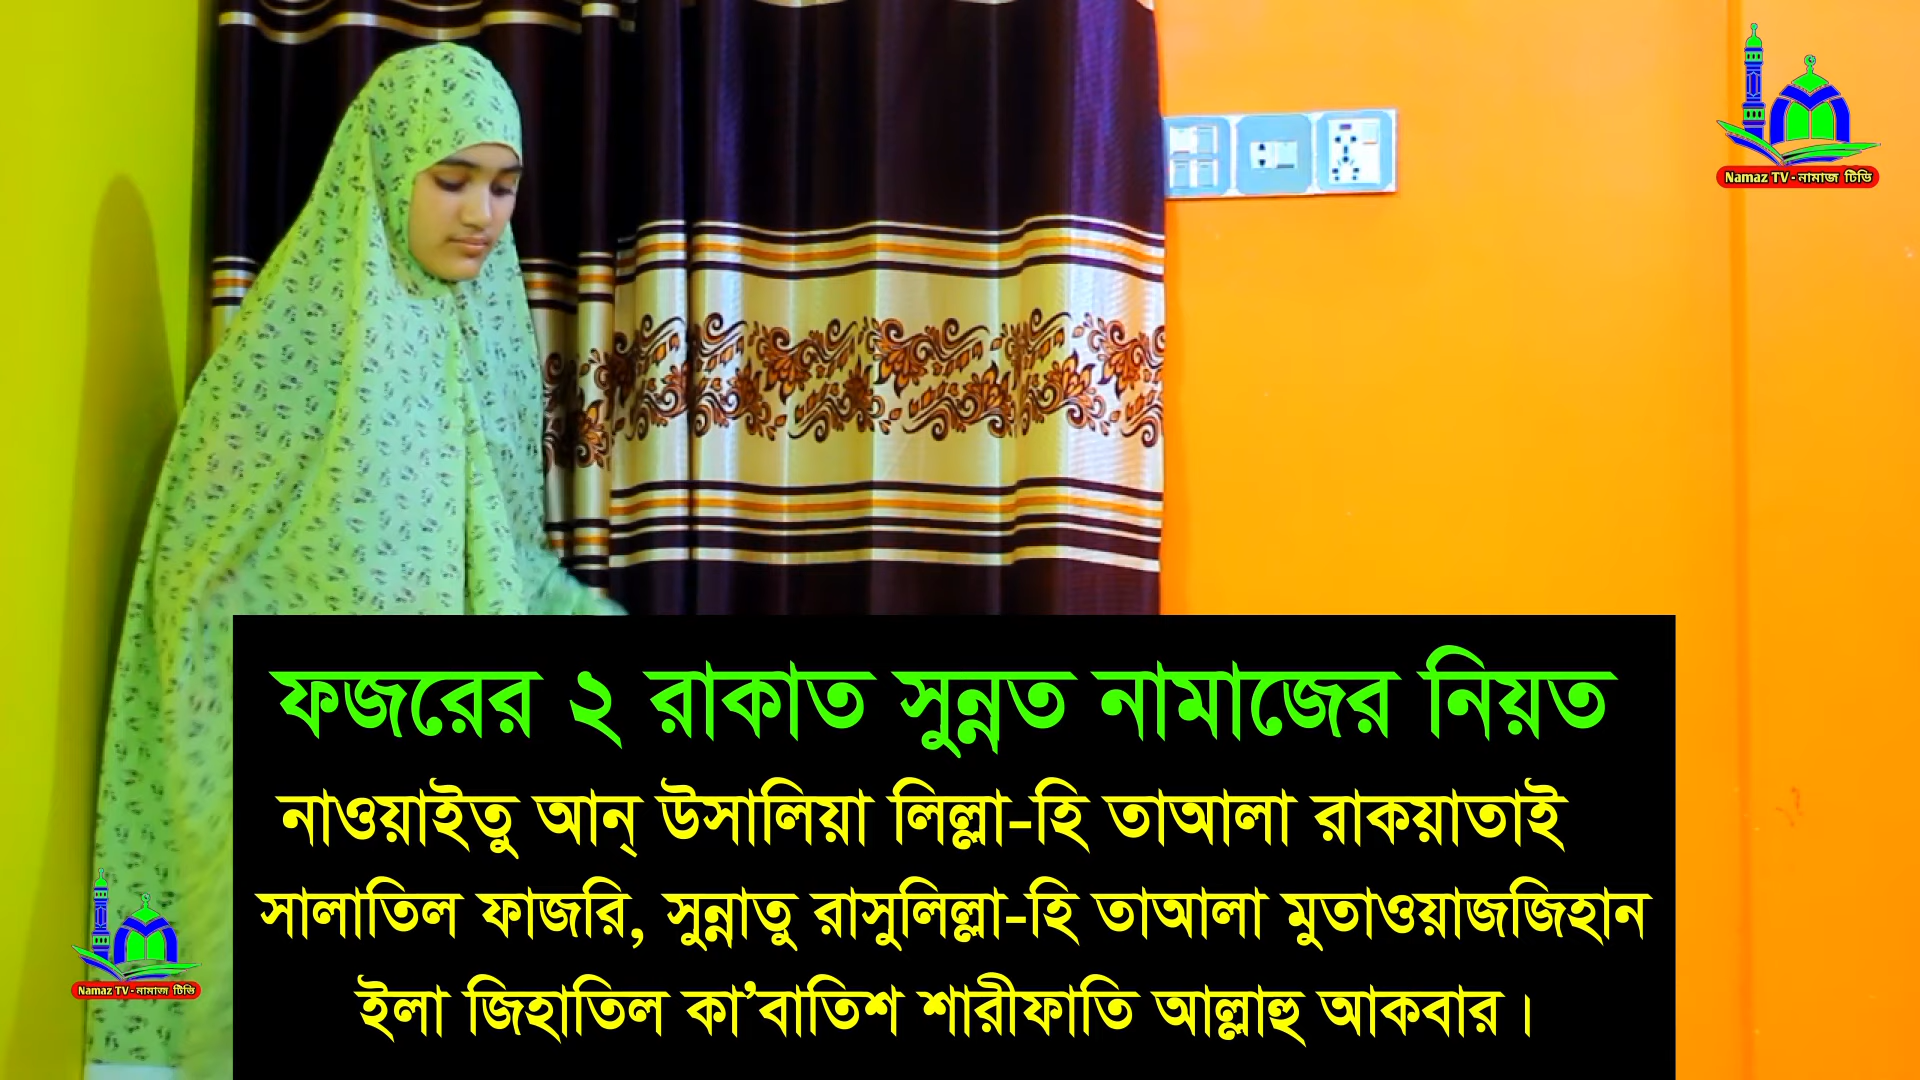 Namaz TV - নামাজ টিভি
ফজরের ২ রাকাত সুন্নত নামাজের নিয়ত
নাওয়াইতু আন্ উসালিয়া লিল্লা-হি তাআলা রাকয়াতাই
সালাতিল ফাজরি, সুন্নাতু রাসুলিল্লা-হি তাআলা মুতাওয়াজজিহান
ইলা জিহাতিল কা’বাতিশ শারীফাতি আল্লাহু আকবার।
Namaz TV - নামাজ টিভি